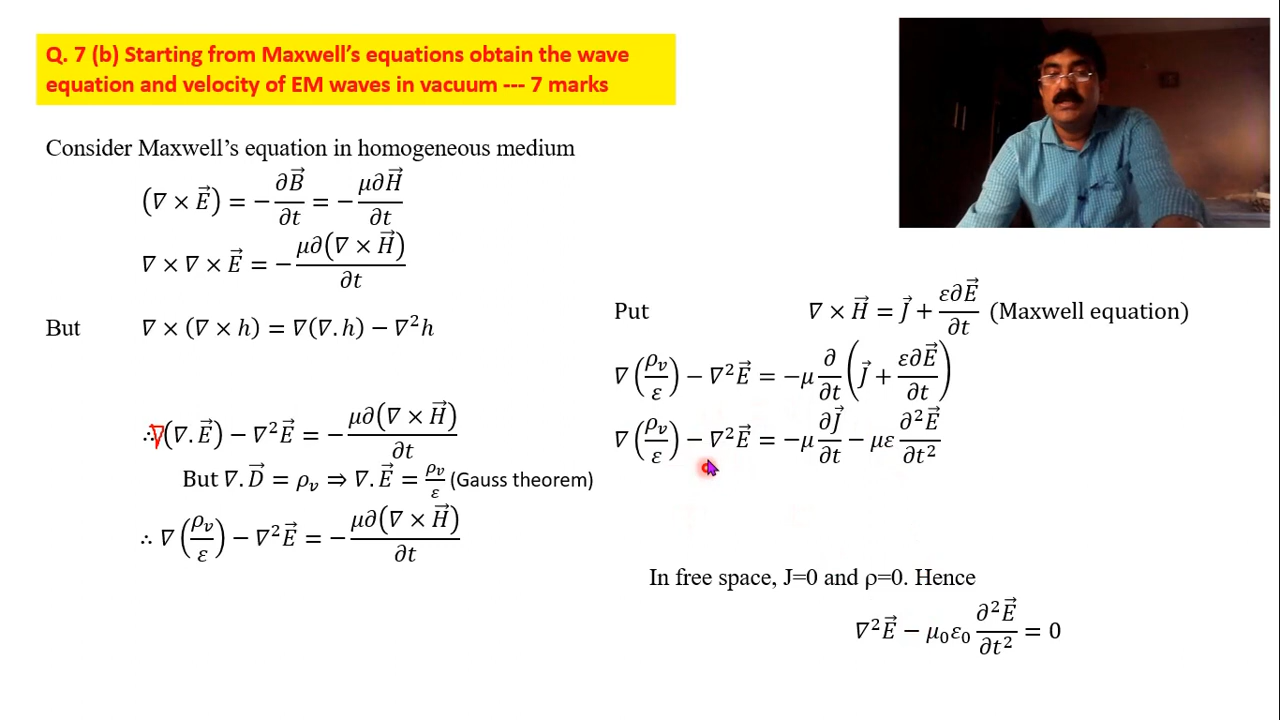 Q. 7 (b) Starting from Maxwell's equations obtain the wave
equation and velocity of EM waves in vacuum --- 7 marks
Consider Maxwell's equation in homogeneous medium
(∇ × E⃗) = −∂B⃗/∂t = −μ∂H⃗/∂t
∇ × ∇ × E⃗ = −μ∂(∇ × H⃗)/∂t
But ∇ × (∇ × h) = ∇(∇. h) − ∇²h
∴∇(∇. E⃗) − ∇²E⃗ = −μ∂(∇ × H⃗)/∂t
But ∇. D⃗ = ρᵥ ⇒ ∇. E⃗ = ρᵥ/ε (Gauss theorem)
∴ ∇(ρᵥ/ε) − ∇²E⃗ = −μ∂(∇ × H⃗)/∂t
Put ∇ × H⃗ = J⃗ + ε∂E⃗/∂t (Maxwell equation)
∇(ρᵥ/ε) − ∇²E⃗ = −μ ∂/∂t (J⃗ + ε∂E⃗/∂t)
∇(ρᵥ/ε) − ∇²E⃗ = −μ ∂J⃗/∂t − με ∂²E⃗/∂t²
In free space, J=0 and ρ=0. Hence
∇²E⃗ − μ₀ε₀ ∂²E⃗/∂t² = 0